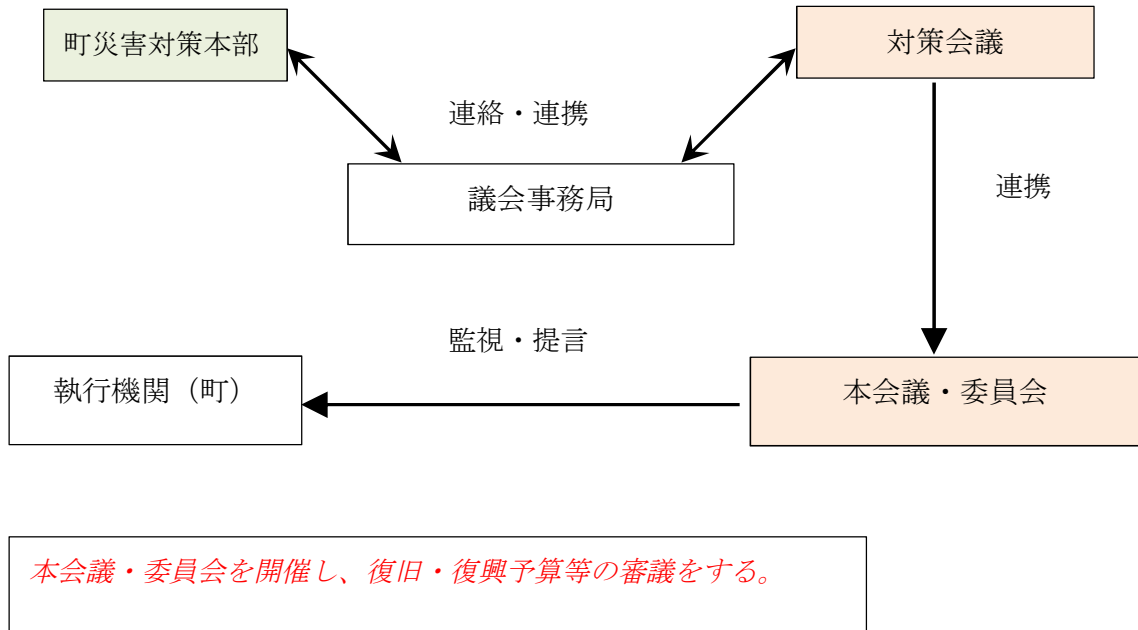 町災害対策本部
対策会議
連絡・連携
議会事務局
連携
監視・提言
執行機関（町）
本会議・委員会
本会議・委員会を開催し、復旧・復興予算等の審議をする。